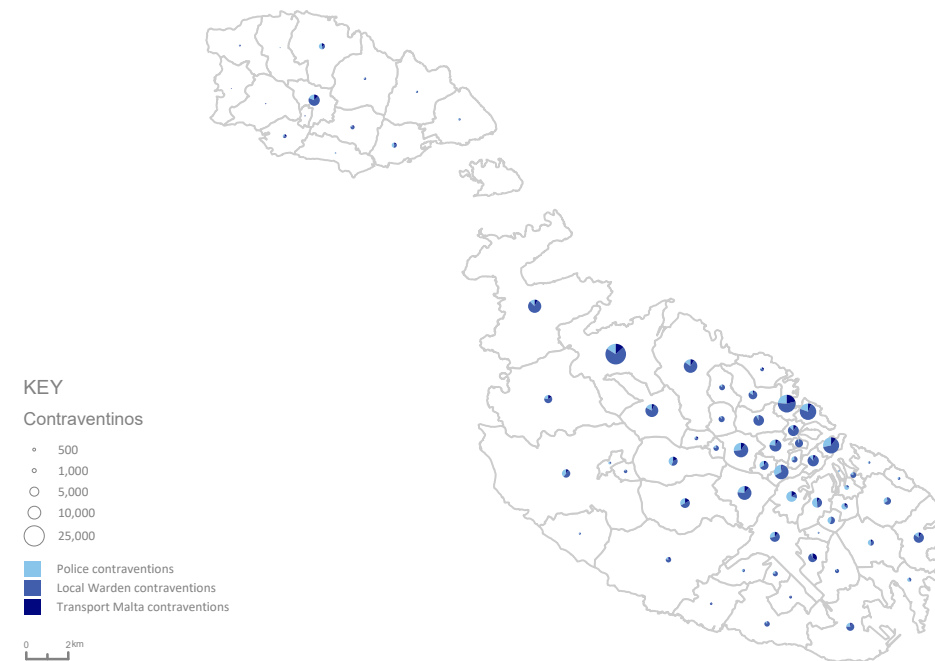 KEY
Contraventinos
500
1,000
5,000
10,000
25,000
Police contraventions
Local Warden contraventions
Transport Malta contraventions
0 2km